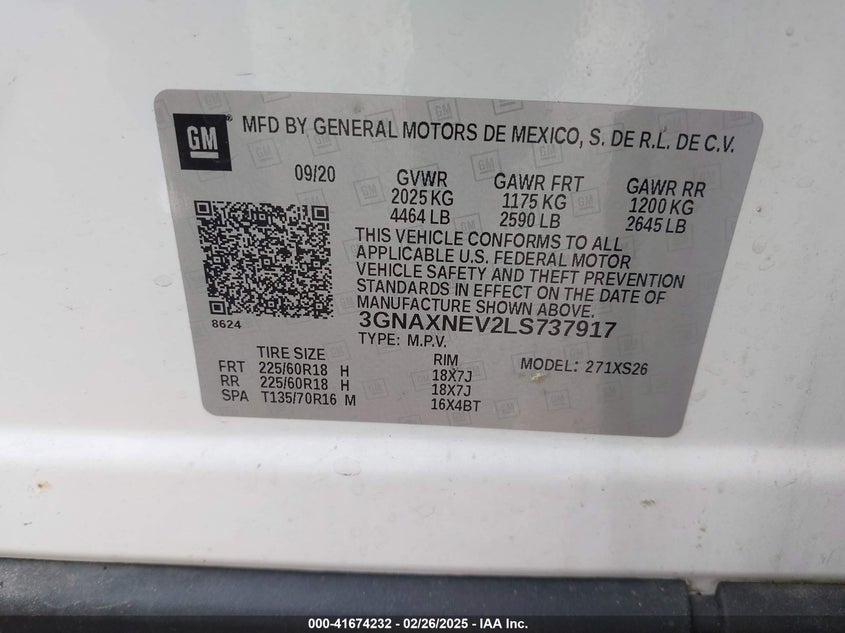 GM
MFD BY GENERAL MOTORS DE MEXICO, S. DE R.L. DE C.V.
09/20 GVWR GAWR FRT GAWR RR
2025 KG 1175 KG 1200 KG
4464 LB 2590 LB 2645 LB
THIS VEHICLE CONFORMS TO ALL
APPLICABLE U.S. FEDERAL MOTOR
VEHICLE SAFETY AND THEFT PREVENTION
STANDARDS IN EFFECT ON THE DATE OF
MANUFACTURE SHOWN ABOVE.
8624
3GNAXNEV2LS737917
TYPE: M.P.V.
TIRE SIZE RIM MODEL: 271XS26
FRT 225/60R18 H 18X7J
RR 225/60R18 H 18X7J
SPA T135/70R16 M 16X4BT
000-41674232 - 02/26/2025 - IAA Inc.